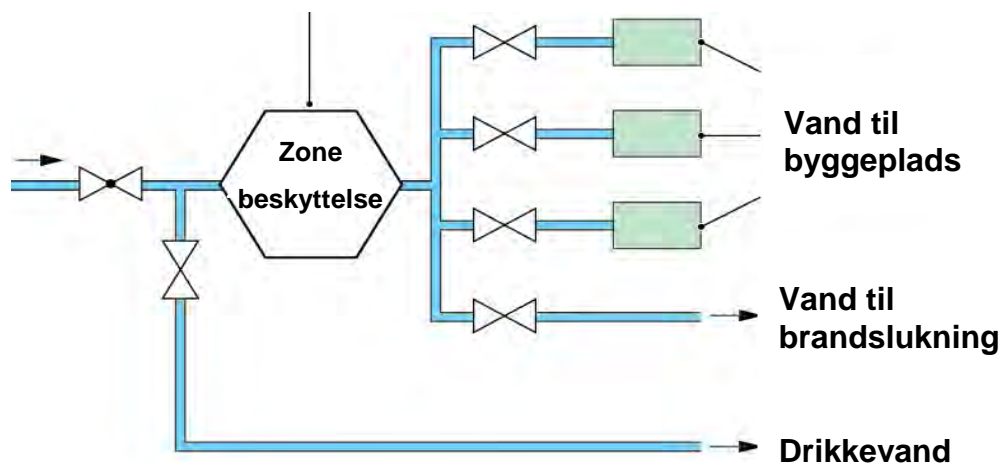 Zone
beskyttelse
Vand til
byggeplads
Vand til
brandslukning
Drikkevand